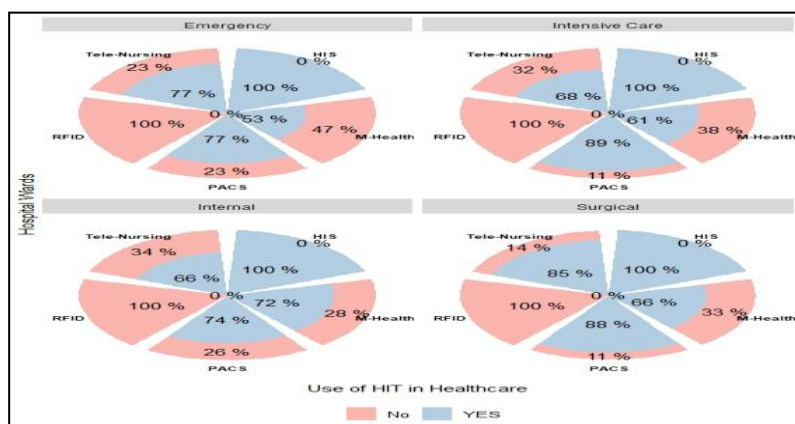 Emergency
Intensive Care
Tele-Nursing
HIS
23 %
0 %
77 %
100 %
RFID
100 %
0 %
53 %
47 %
M-Health
77 %
23 %
PACS
Tele-Nursing
HIS
32 %
0 %
68 %
100 %
RFID
100 %
0 %
61 %
38 %
M-Health
89 %
11 %
PACS
Hospital Wards
Internal
Surgical
Tele-Nursing
HIS
34 %
0 %
66 %
100 %
RFID
100 %
0 %
72 %
28 %
M-Health
74 %
26 %
PACS
Tele-Nursing
HIS
14 %
0 %
85 %
100 %
RFID
100 %
0 %
66 %
33 %
M-Health
88 %
11 %
PACS
Use of HIT in Healthcare
No
YES